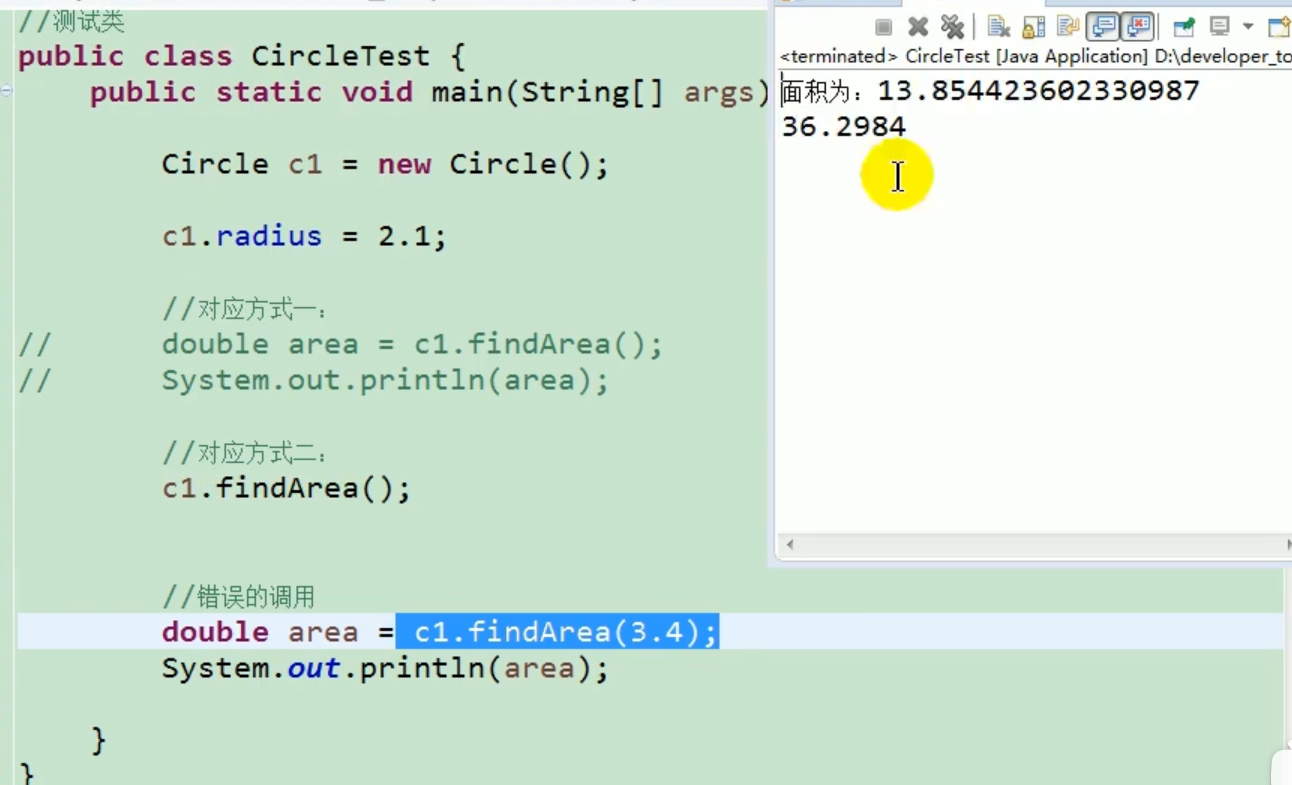 //测试类
public class CircleTest {
public static void main(String[] args)
Circle c1 = new Circle();
c1.radius = 2.1;
//对应方式一：
// double area = c1.findArea();
// System.out.println(area);
//对应方式二：
c1.findArea();
//错误的调用
double area = c1.findArea(3.4);
System.out.println(area);
}
}
<terminated> CircleTest [Java Application] D:\developer_to
面积为：13.854423602330987
36.2984